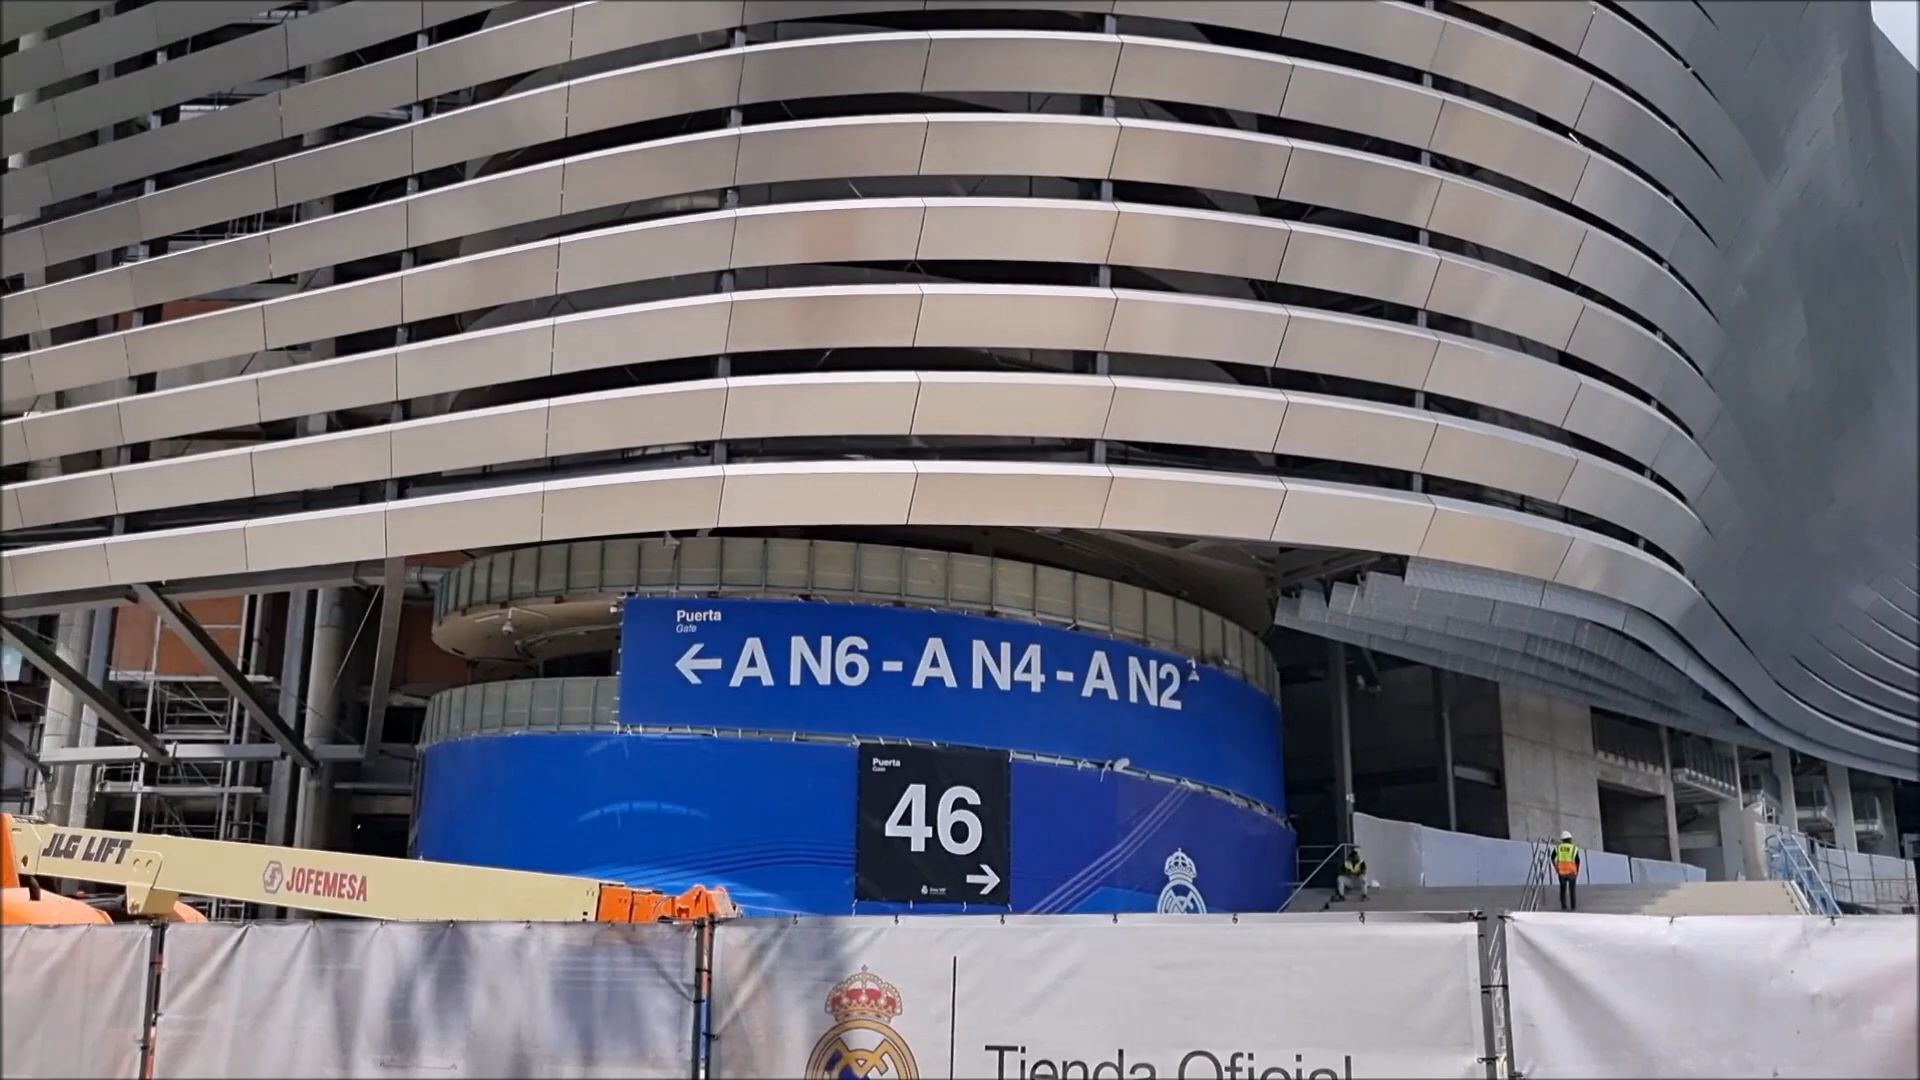 Puerta
Gate
←A N6 - A N4 - A N2
Puerta
Gate
46
→
JLG LIFT
JOFEMESA
Tienda Oficial